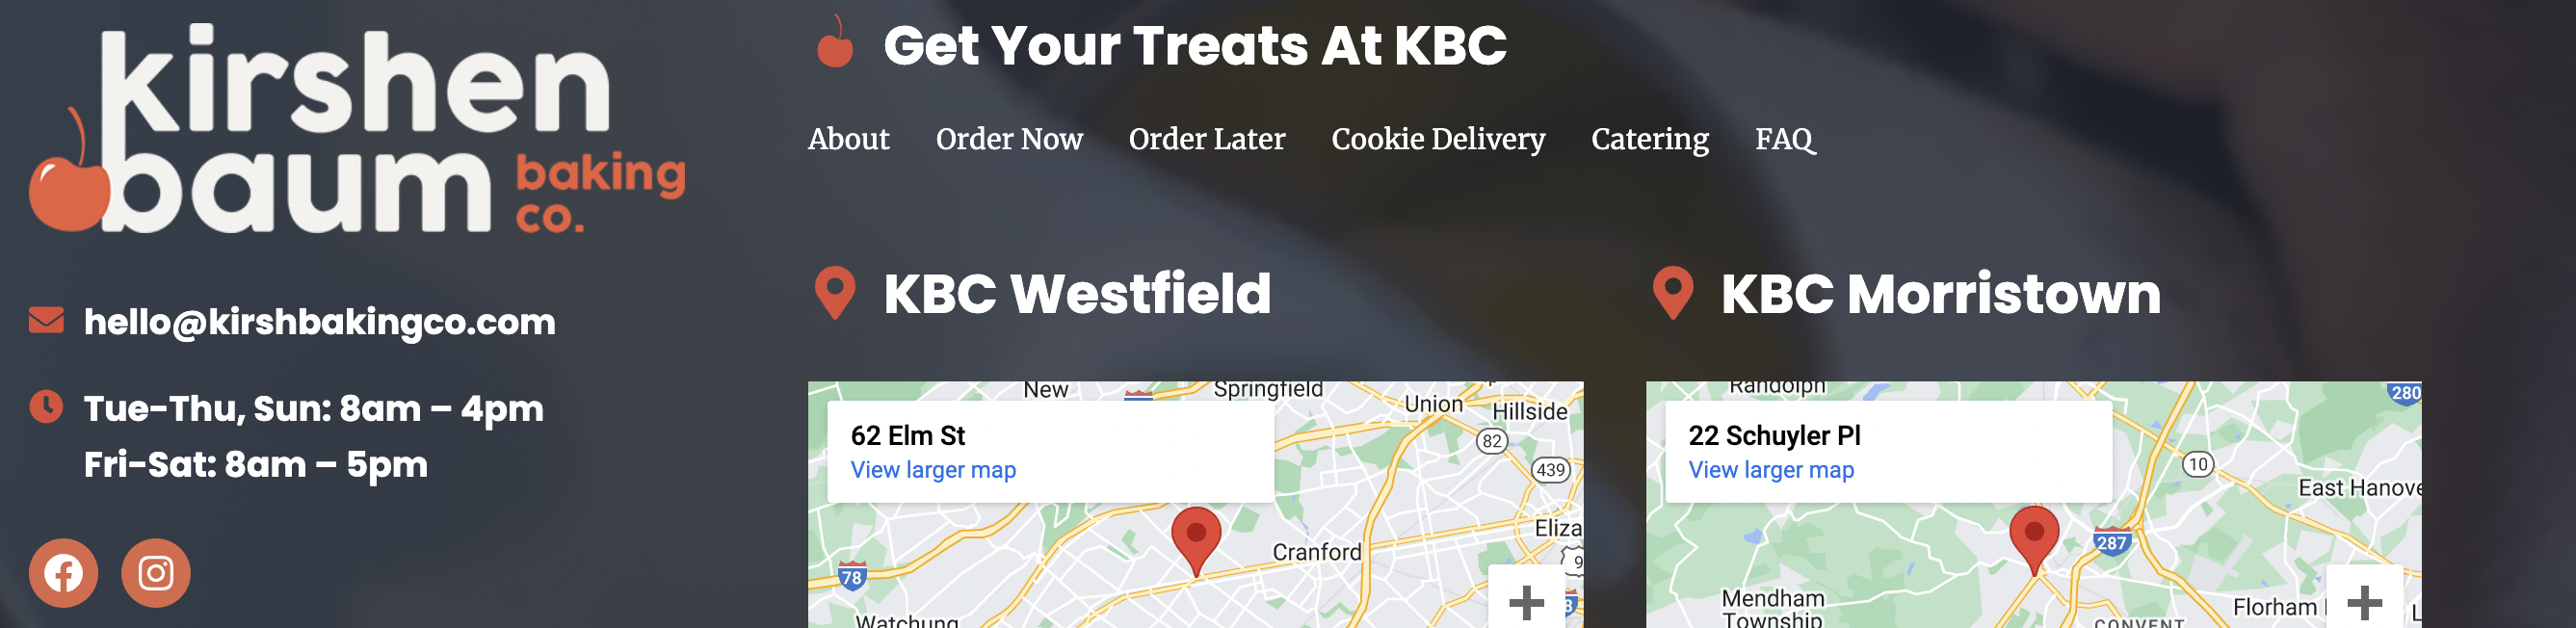 kirshen
baum baking
co.
hello@kirshbakingco.com
Tue-Thu, Sun: 8am – 4pm
Fri-Sat: 8am – 5pm
Get Your Treats At KBC
About Order Now Order Later Cookie Delivery Catering FAQ
KBC Westfield
New Springfield
Union Hillside
62 Elm St
View larger map
82
439
Eliza
Cranford
9
78
Watchung
KBC Morristown
Randolph
280
22 Schuyler Pl
View larger map
10
East Hanove
287
Mendham
Township
Florham
L
CONVENT